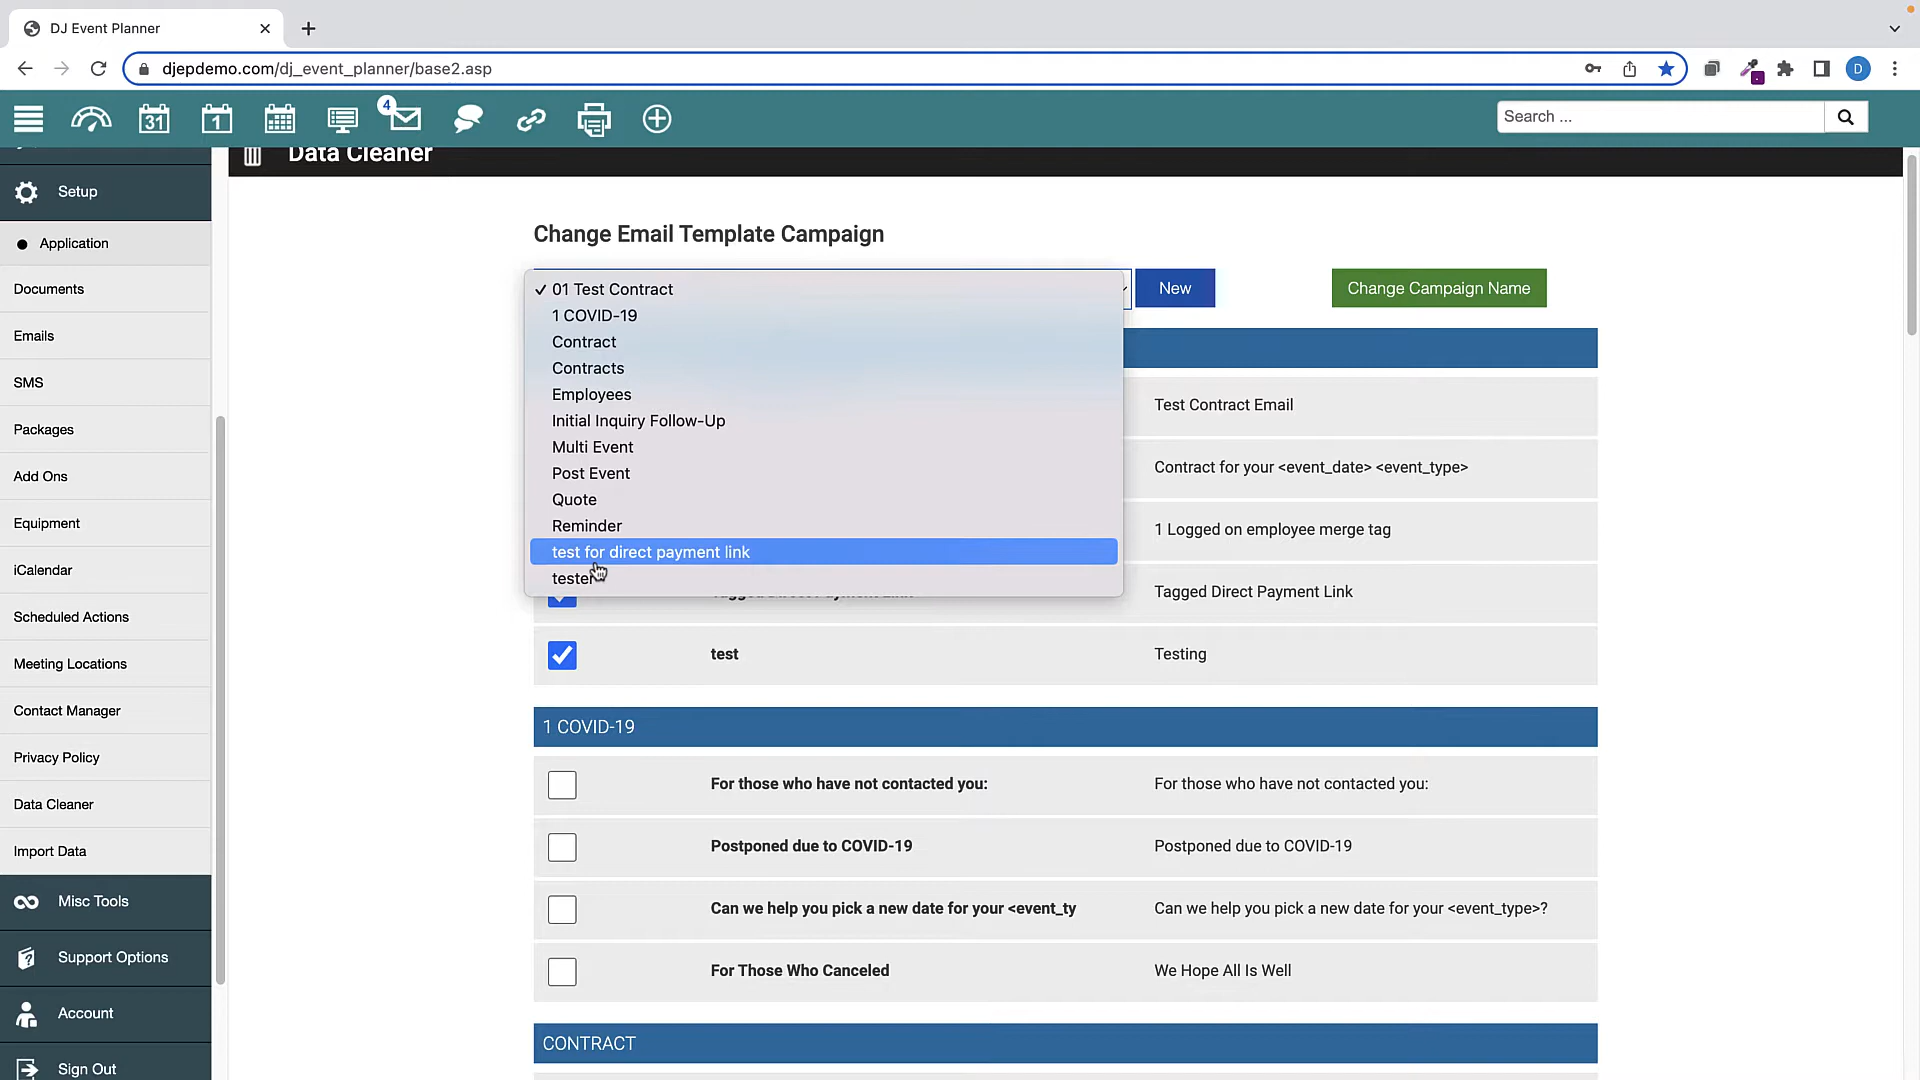 DJ Event Planner
djepdemo.com/dj_event_planner/base2.asp
D
31
1
4
Search ...
Data Cleaner
Setup
Application
Documents
Emails
SMS
Packages
Add Ons
Equipment
iCalendar
Scheduled Actions
Meeting Locations
Contact Manager
Privacy Policy
Data Cleaner
Import Data
Misc Tools
Support Options
Account
Sign Out
Change Email Template Campaign
01 Test Contract
1 COVID-19
Contract
Contracts
Employees
Initial Inquiry Follow-Up
Multi Event
Post Event
Quote
Reminder
test for direct payment link
tester
New
Change Campaign Name
Test Contract Email
Contract for your <event_date> <event_type>
1 Logged on employee merge tag
Tagged Direct Payment Link
test Testing
1 COVID-19
For those who have not contacted you: For those who have not contacted you:
Postponed due to COVID-19 Postponed due to COVID-19
Can we help you pick a new date for your <event_ty Can we help you pick a new date for your <event_type>?
For Those Who Canceled We Hope All Is Well
CONTRACT